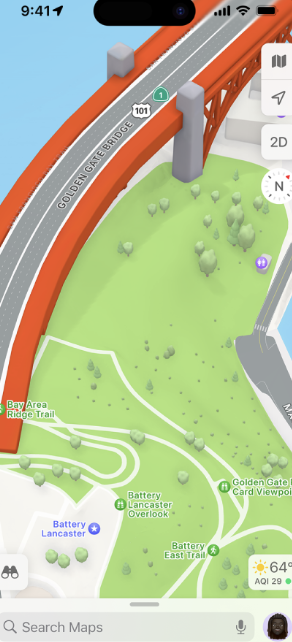 9:41
1
101
GOLDEN GATE BRIDGE
2D
N
Bay Area
Ridge Trail
Golden Gate
Card Viewpoi
Battery
Lancaster
Overlook
Battery
Lancaster
Battery
East Trail
64°
AQI 29
Search Maps